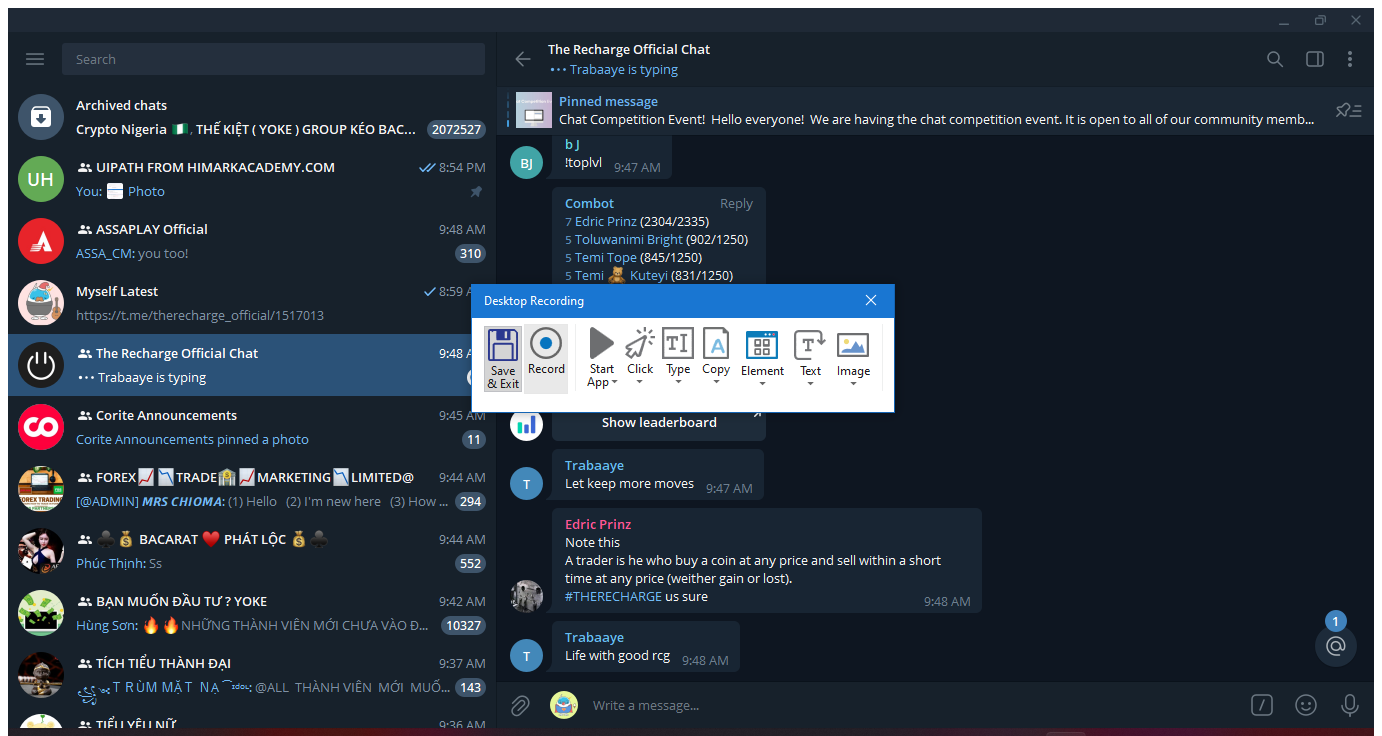 Search
Archived chats
Crypto Nigeria 🇳🇬, THẾ KIỆT ( YOKE ) GROUP KÉO BAC... 2072527
UH
UIPATH FROM HIMARKACADEMY.COM 8:54 PM
You: Photo
ASSAPLAY Official 9:48 AM
ASSA_CM: you too! 310
Myself Latest 8:59
https://t.me/therecharge_official/1517013
The Recharge Official Chat 9:48 A
••• Trabaaye is typing
Corite Announcements 9:45 AM
Corite Announcements pinned a photo 11
FOREX📈📉TRADE🏦📈MARKETING📉LIMITED@ 9:44 AM
[@ADMIN] MRS CHIOMA: (1) Hello (2) I'm new here (3) How ... 294
♣️💰 BACARAT ❤️ PHÁT LỘC 💰♣️ 9:44 AM
Phúc Thịnh: Ss 552
BẠN MUỐN ĐẦU TƯ ? YOKE 9:42 AM
Hùng Sơn: 🔥🔥NHỮNG THÀNH VIÊN MỚI CHƯA VÀO Đ... 10327
TÍCH TIỂU THÀNH ĐẠI 9:37 AM
TRÙM MẶT NẠ⁀ᶦᵈᵒᶫ: @ALL THÀNH VIÊN MỚI MUỐ... 143
TIỂU YÊU NỮ 9:36 AM
The Recharge Official Chat
••• Trabaaye is typing
Pinned message
Chat Competition Event! Hello everyone! We are having the chat competition event. It is open to all of our community memb...
BJ
b J
!toplvl 9:47 AM
Combot Reply
7 Edric Prinz (2304/2335)
5 Toluwanimi Bright (902/1250)
5 Temi Tope (845/1250)
5 Temi 🧸 Kuteyi (831/1250)
Desktop Recording
Save & Exit
Record
Start App
Click
Type
Copy
Element
Text
Image
Show leaderboard
T
Trabaaye
Let keep more moves 9:47 AM
Edric Prinz
Note this
A trader is he who buy a coin at any price and sell within a short
time at any price (weither gain or lost).
#THERECHARGE us sure 9:48 AM
T
Trabaaye
Life with good rcg 9:48 AM
1
@
Write a message...